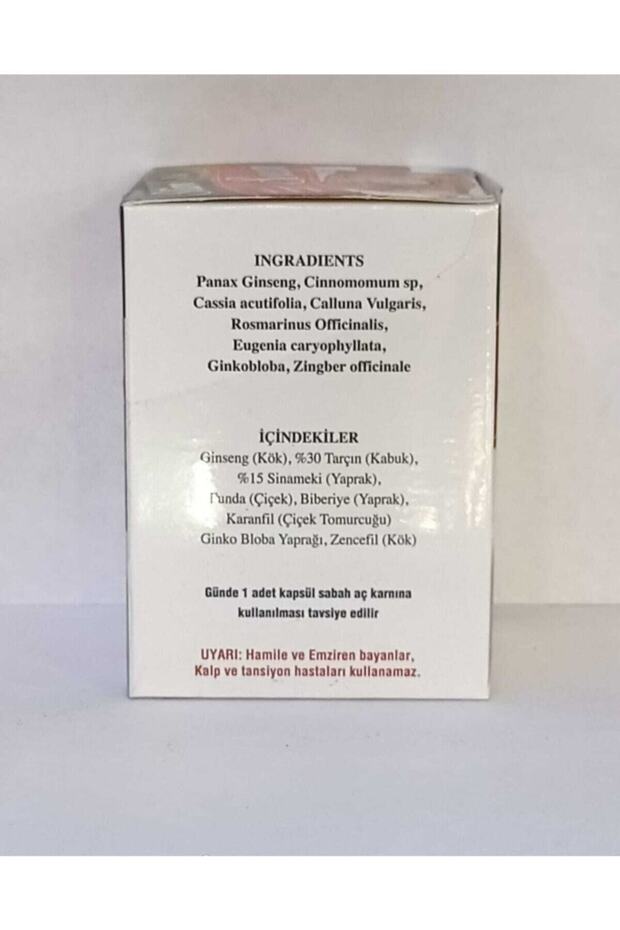 INGRADIENTS
Panax Ginseng, Cinnomomum sp,
Cassia acutifolia, Calluna Vulgaris,
Rosmarinus Officinalis,
Eugenia caryophyllata,
Ginkobloba, Zingber officinale
İÇİNDEKİLER
Ginseng (Kök), %30 Tarçın (Kabuk),
%15 Sinameki (Yaprak),
Funda (Çiçek), Biberiye (Yaprak),
Karanfil (Çiçek Tomurcuğu)
Ginko Bloba Yaprağı, Zencefil (Kök)
Günde 1 adet kapsül sabah aç karnına
kullanılması tavsiye edilir
UYARI: Hamile ve Emziren bayanlar,
Kalp ve tansiyon hastaları kullanamaz.